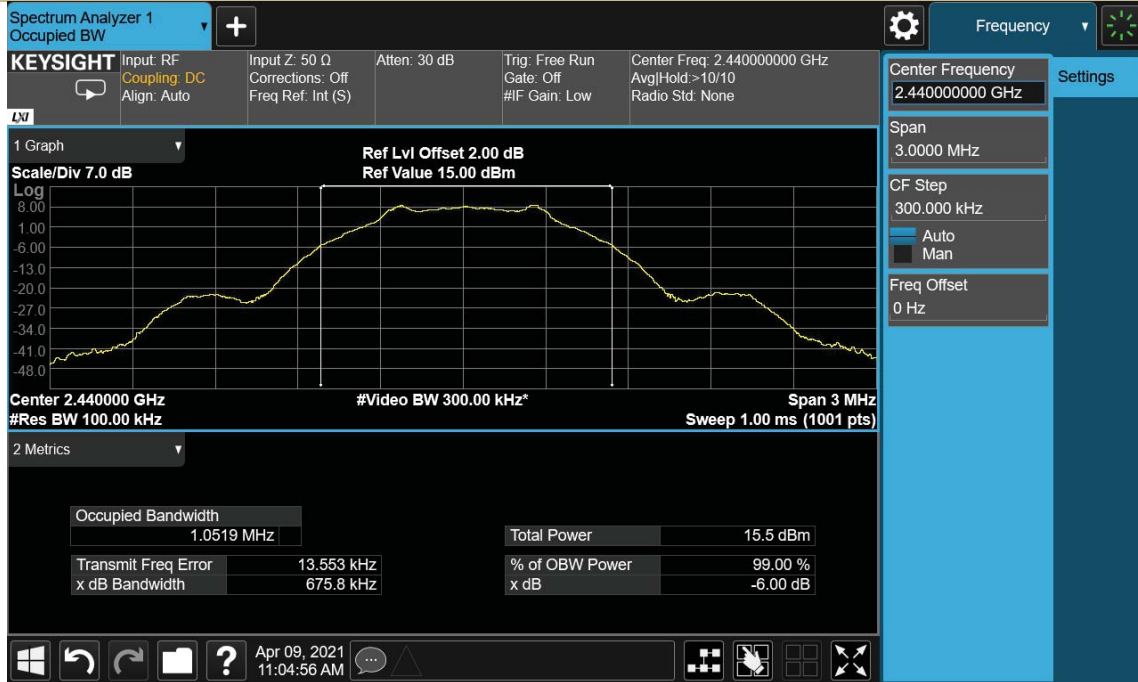 Spectrum Analyzer 1
Occupied BW
Frequency
KEYSIGHT
Input: RF
Coupling: DC
Align: Auto
Input Z: 50 Ω
Corrections: Off
Freq Ref: Int (S)
Atten: 30 dB
Trig: Free Run
Gate: Off
#IF Gain: Low
Center Freq: 2.440000000 GHz
Avg|Hold:>10/10
Radio Std: None
LXI
Center Frequency
2.440000000 GHz
Settings
Span
3.0000 MHz
CF Step
300.000 kHz
Auto
Man
Freq Offset
0 Hz
1 Graph
Scale/Div 7.0 dB
Ref Lvl Offset 2.00 dB
Ref Value 15.00 dBm
Log
8.00
1.00
-6.00
-13.0
-20.0
-27.0
-34.0
-41.0
-48.0
Center 2.440000 GHz
#Video BW 300.00 kHz*
Span 3 MHz
#Res BW 100.00 kHz
Sweep 1.00 ms (1001 pts)
2 Metrics
Occupied Bandwidth
1.0519 MHz
Total Power 15.5 dBm
Transmit Freq Error 13.553 kHz
% of OBW Power 99.00 %
x dB Bandwidth 675.8 kHz
x dB -6.00 dB
?
Apr 09, 2021
11:04:56 AM